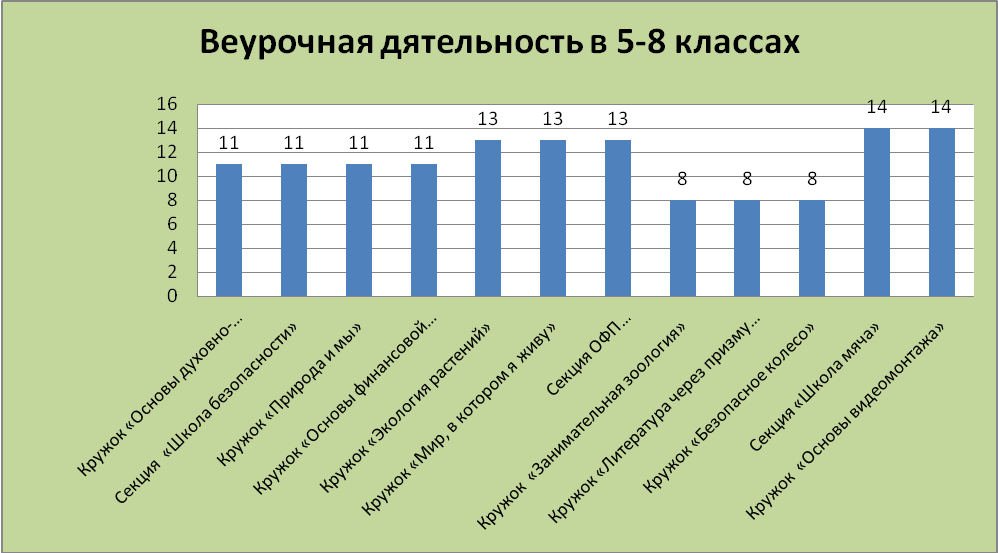 Веурочная дятельность в 5-8 классах
16
14
12
10
8
6
4
2
0
11
11
11
11
13
13
13
8
8
8
14
14
Кружок «Основы духовно-...
Секция «Школа безопасности»
Кружок «Природа и мы»
Кружок «Основы финансовой...
Кружок «Экология растений»
Кружок «Мир, в котором я живу»
Секция ОФП...
Кружок «Занимательная зоология»
Кружок «Литература через призму...
Кружок «Безопасное колесо»
Секция «Школа мяча»
Кружок «Основы видеомонтажа»